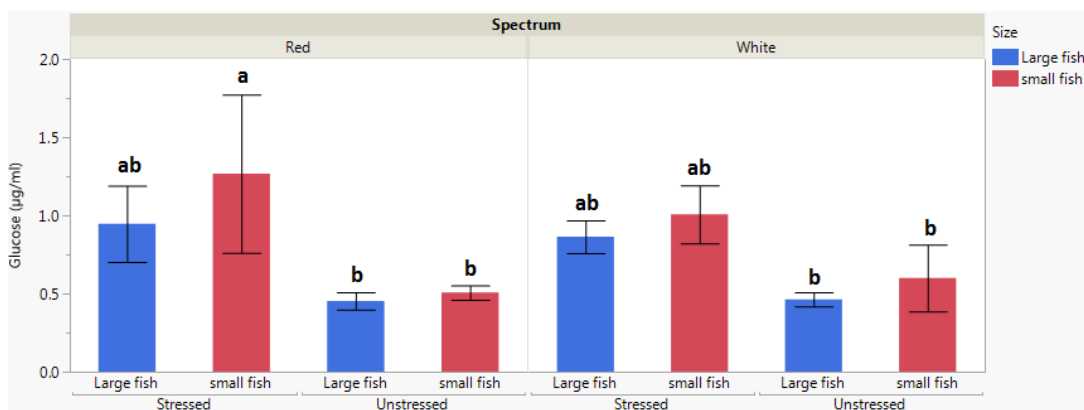 Spectrum
Red White
Size
Large fish
small fish
Glucose (µg/ml)
2.0
1.5
1.0
0.5
0.0
ab a b b ab ab b b
Large fish small fish Large fish small fish Large fish small fish Large fish small fish
Stressed Unstressed Stressed Unstressed